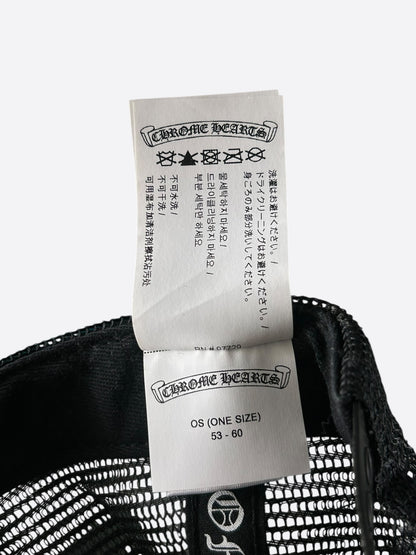 CHROME HEARTS
洗濯はお避けください。/
ドライクリーニングはお避けください。/
身ごろのみ部分洗いしてください。
물세탁하지 마세요 /
드라이클리닝하지 마세요 /
부분 세탁만 하세요
不可水洗 /
不可干洗 /
可用湿布加清洁剂擦拭沾污处
RN # 97729
CHROME HEARTS
OS (ONE SIZE)
53 - 60